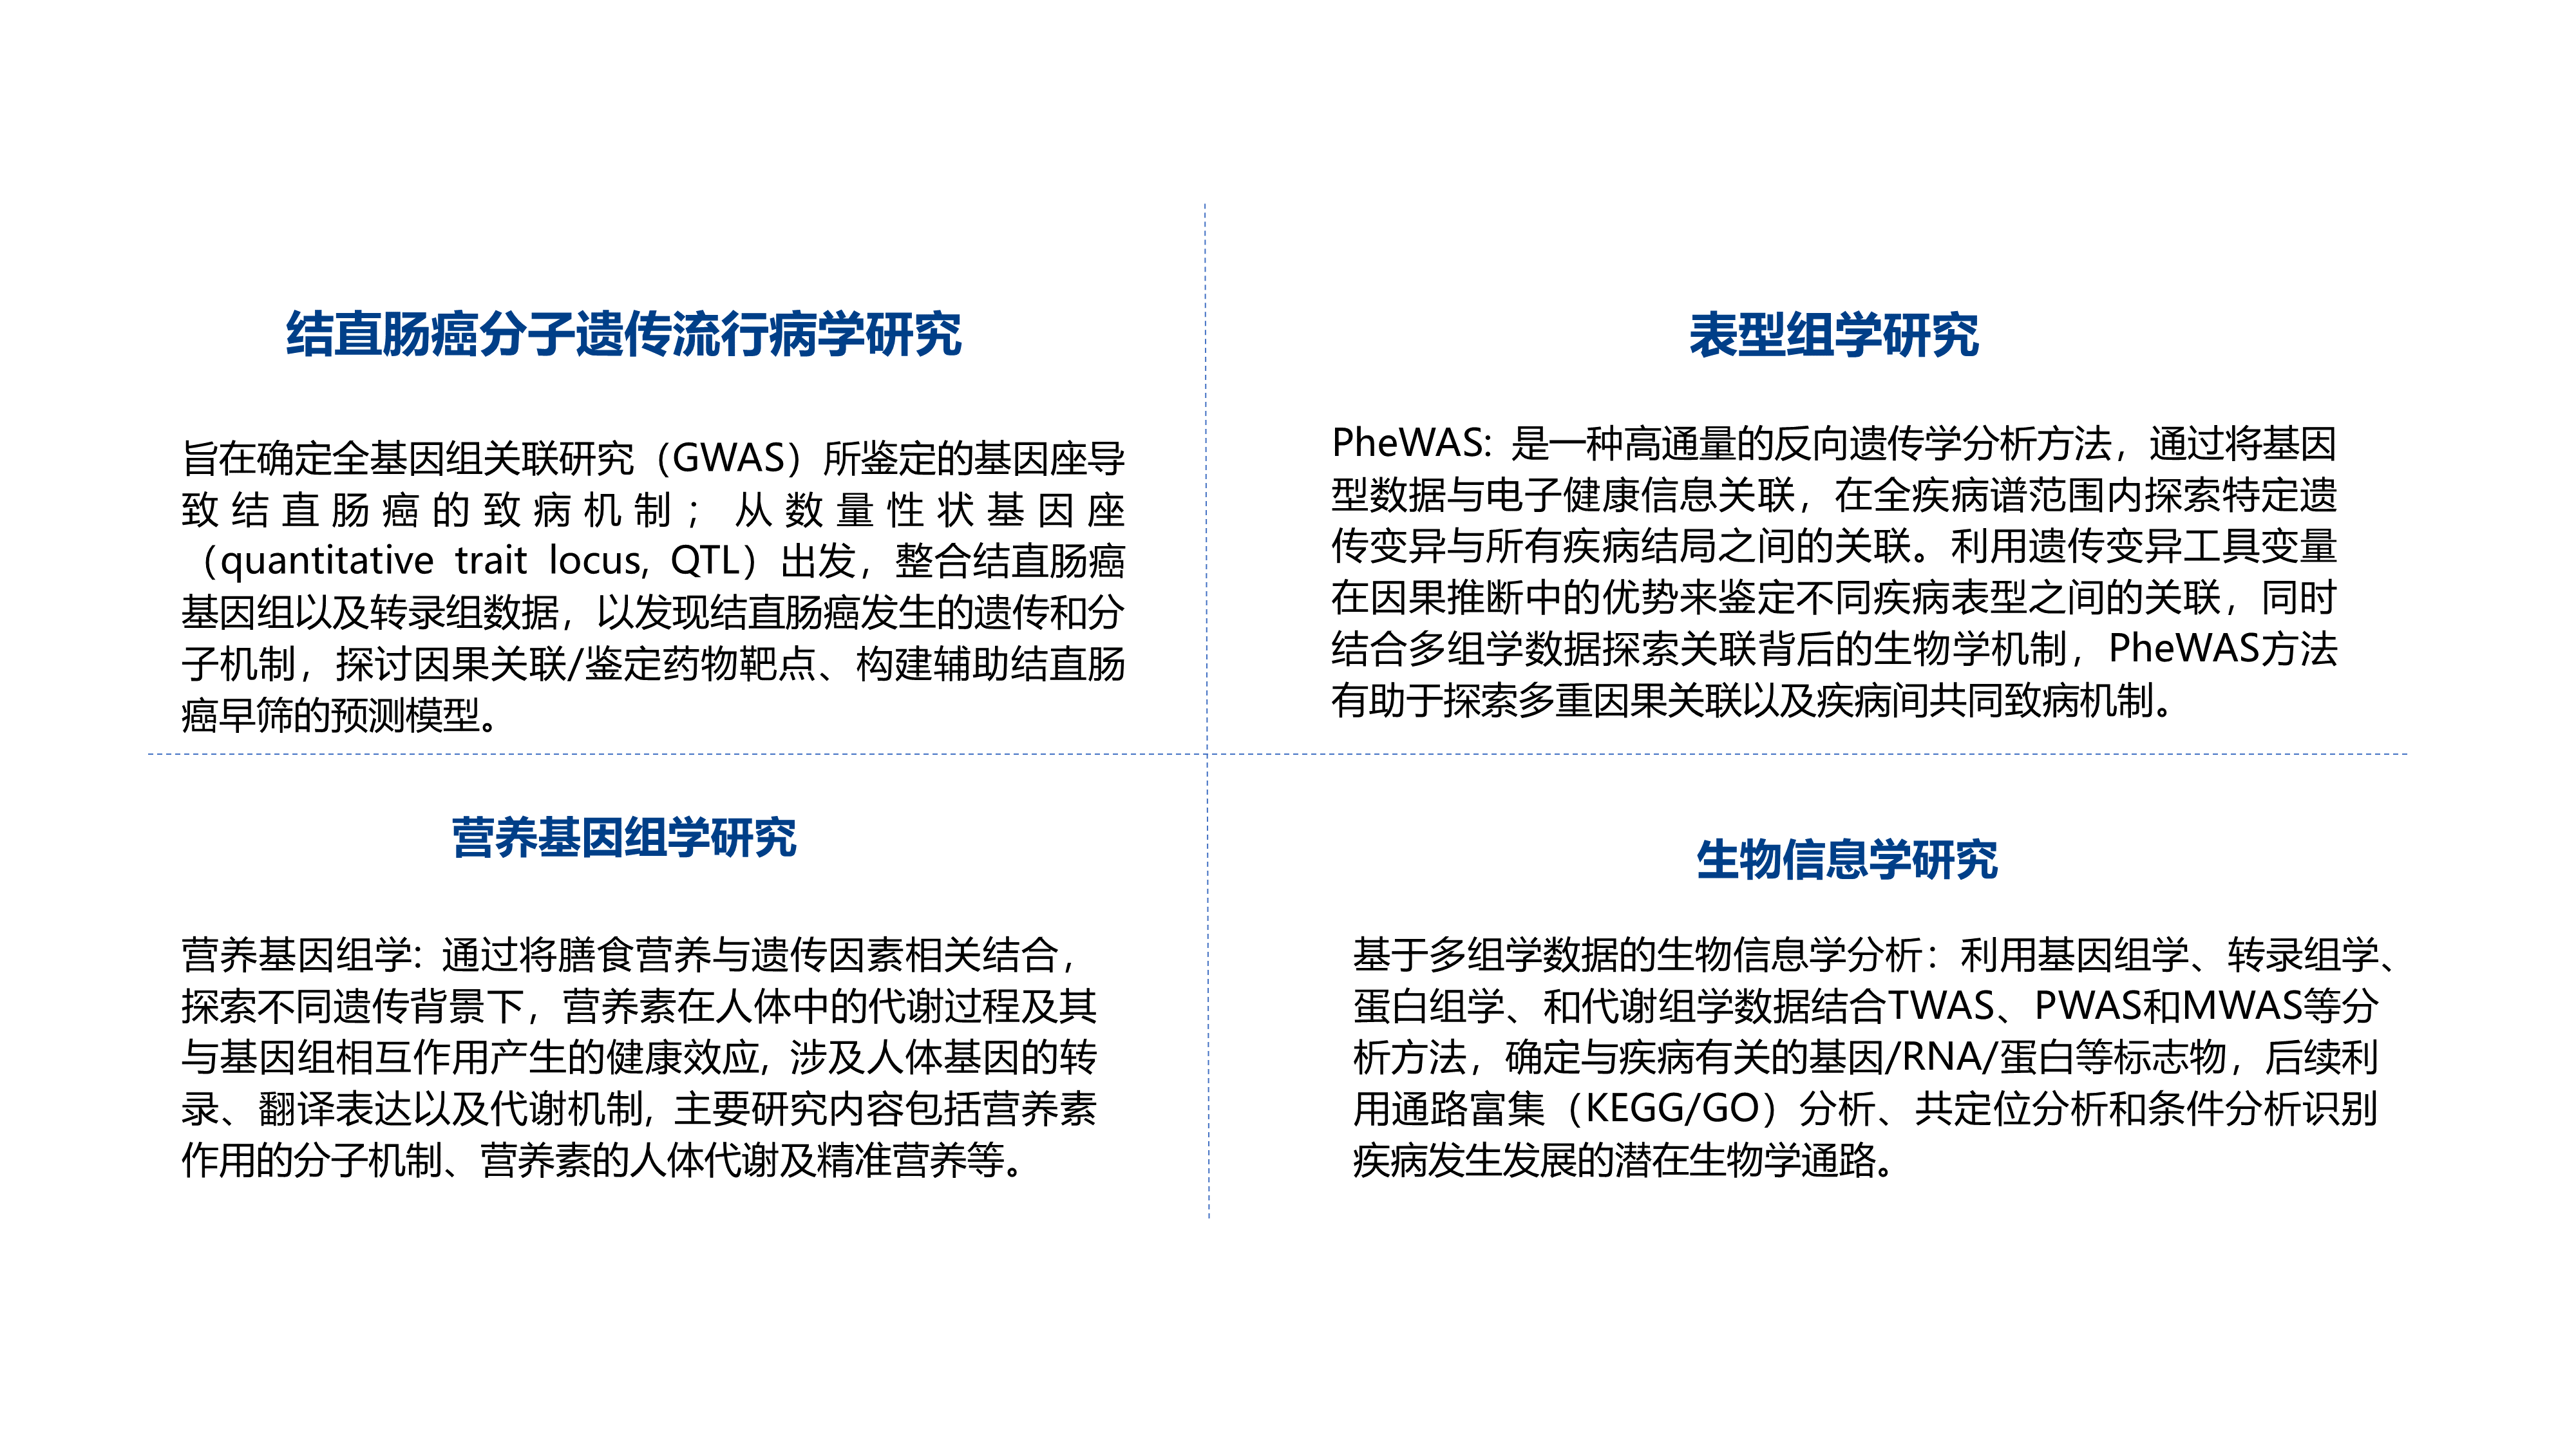 结直肠癌分子遗传流行病学研究
旨在确定全基因组关联研究（GWAS）所鉴定的基因座导
致结直肠癌的致病机制；从数量性状基因座
（quantitative trait locus, QTL）出发，整合结直肠癌
基因组以及转录组数据，以发现结直肠癌发生的遗传和分
子机制，探讨因果关联/鉴定药物靶点、构建辅助结直肠
癌早筛的预测模型。
表型组学研究
PheWAS: 是一种高通量的反向遗传学分析方法，通过将基因
型数据与电子健康信息关联，在全疾病谱范围内探索特定遗
传变异与所有疾病结局之间的关联。利用遗传变异工具变量
在因果推断中的优势来鉴定不同疾病表型之间的关联，同时
结合多组学数据探索关联背后的生物学机制，PheWAS方法
有助于探索多重因果关联以及疾病间共同致病机制。
营养基因组学研究
营养基因组学: 通过将膳食营养与遗传因素相关结合，
探索不同遗传背景下，营养素在人体中的代谢过程及其
与基因组相互作用产生的健康效应, 涉及人体基因的转
录、翻译表达以及代谢机制, 主要研究内容包括营养素
作用的分子机制、营养素的人体代谢及精准营养等。
生物信息学研究
基于多组学数据的生物信息学分析：利用基因组学、转录组学、
蛋白组学、和代谢组学数据结合TWAS、PWAS和MWAS等分
析方法，确定与疾病有关的基因/RNA/蛋白等标志物，后续利
用通路富集（KEGG/GO）分析、共定位分析和条件分析识别
疾病发生发展的潜在生物学通路。